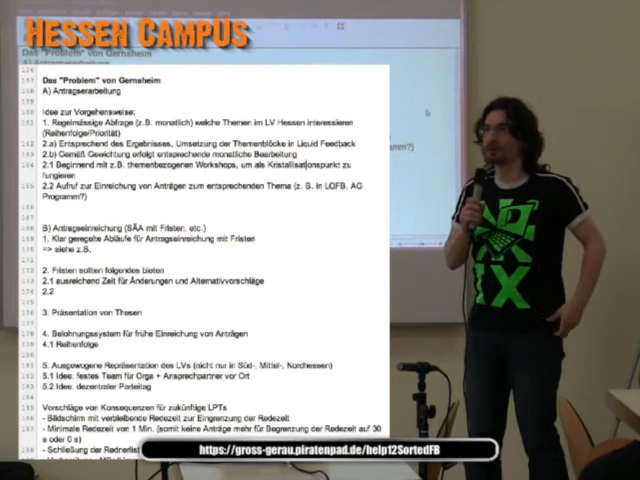 HESSEN CAMPUS
Das "Problem" von Gernsheim
Das "Problem" von Gernsheim
A) Antragserarbeitung
Idee zur Vorgehensweise:
1. Regelmässige Abfrage (z.B. monatlich) welche Themen im LV Hessen interessieren
(Reihenfolge/Priorität)
2.a) Entsprechend des Ergebnisses, Umsetzung der Themenblöcke in Liquid Feedback
2.b) Gemäß Gewichtung erfolgt entsprechende monatliche Bearbeitung
2.1 Beginnend mit z.B. themenbezogenen Workshops, um als Kristallisationspunkt zu
fungieren
2.2 Aufruf zur Einreichung von Anträgen zum entsprechenden Thema (z. B. in LQFB, AG
Programm?)
B) Antragseinreichung (SÄA mit Fristen, etc.)
1. Klar geregelte Abläufe für Antragseinreichung mit Fristen
=> siehe z.B.
2. Fristen sollten folgendes bieten
2.1 ausreichend Zeit für Änderungen und Alternativvorschläge
2.2
3. Präsentation von Thesen
4. Belohnungssystem für frühe Einreichung von Anträgen
4.1 Reihenfolge
5. Ausgewogene Repräsentation des LVs (nicht nur in Süd-, Mittel-, Nordhessen)
5.1 Idee: festes Team für Orga + Ansprechpartner vor Ort
5.2 Idee: dezentraler Parteitag
Vorschläge von Konsequenzen für zukünftige LPTs
- Bildschirm mit verbleibende Redezeit zur Eingrenzung der Redezeit
- Minimale Redezeit von 1 Min. (somit keine Anträge mehr für Begrenzung der Redezeit auf 30
s oder 0 s)
- Schließung der Rednerlist
https://gross-gerau.piratenpad.de/help12SortedFB